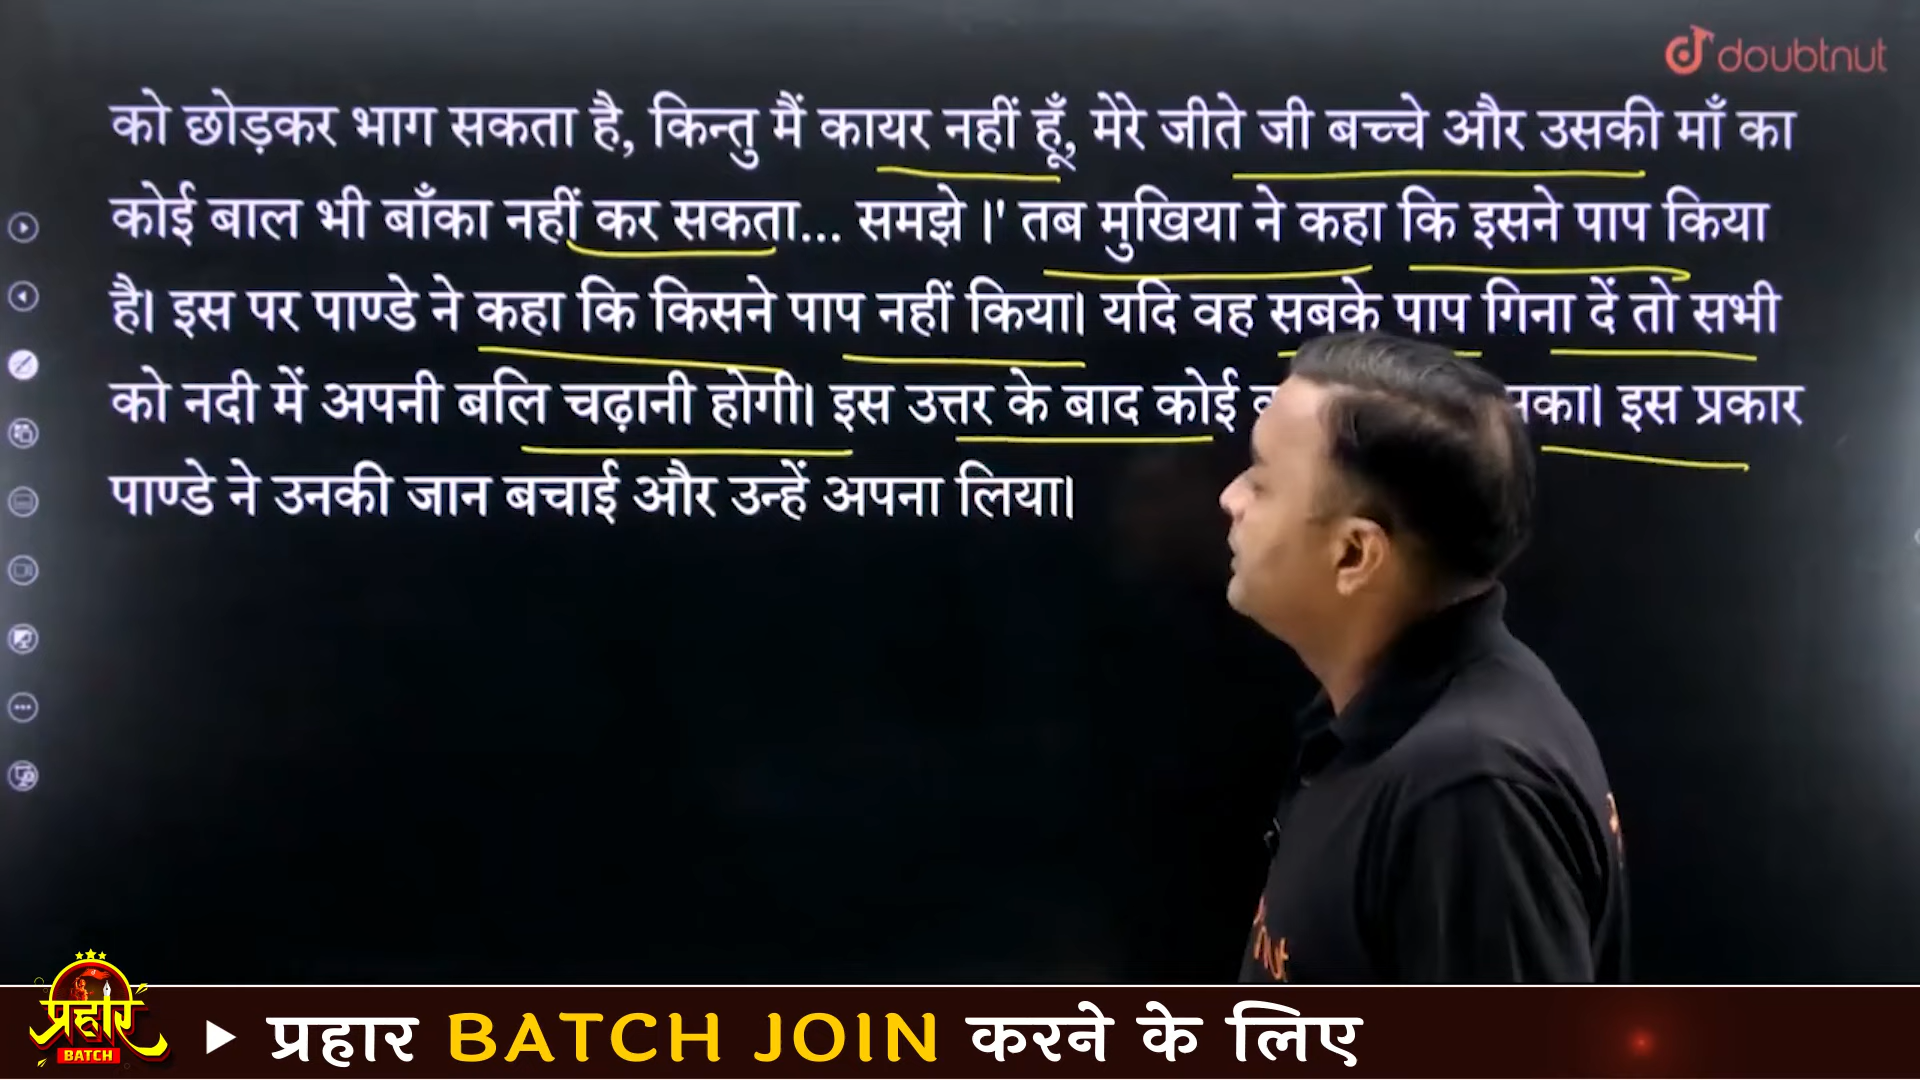 doubtnut
को छोड़कर भाग सकता है, किन्तु मैं कायर नहीं हूँ, मेरे जीते जी बच्चे और उसकी माँ का
कोई बाल भी बाँका नहीं कर सकता... समझे।' तब मुखिया ने कहा कि इसने पाप किया
है। इस पर पाण्डे ने कहा कि किसने पाप नहीं किया। यदि वह सबके पाप गिना दें तो सभी
को नदी में अपनी बलि चढ़ानी होगी। इस उत्तर के बाद कोई इस प्रकार
पाण्डे ने उनकी जान बचाई और उन्हें अपना लिया।
प्रहार
BATCH
प्रहार BATCH JOIN करने के लिए